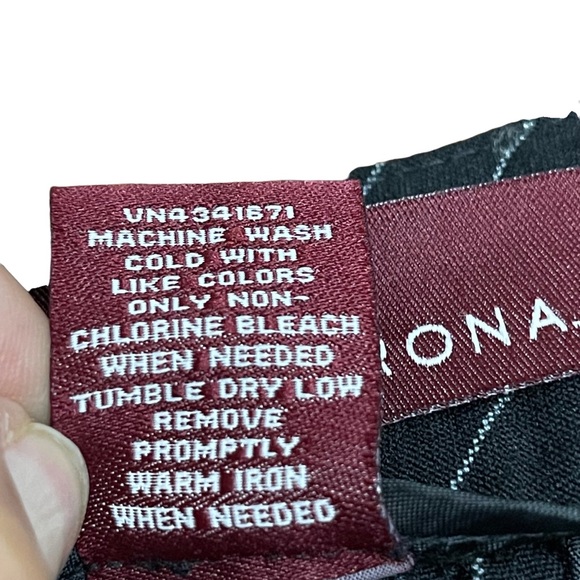 VN4341671
MACHINE WASH
COLD WITH
LIKE COLORS
ONLY NON-
CHLORINE BLEACH
WHEN NEEDED
TUMBLE DRY LOW
REMOVE
PROMPTLY
WARM IRON
WHEN NEEDED
RONA